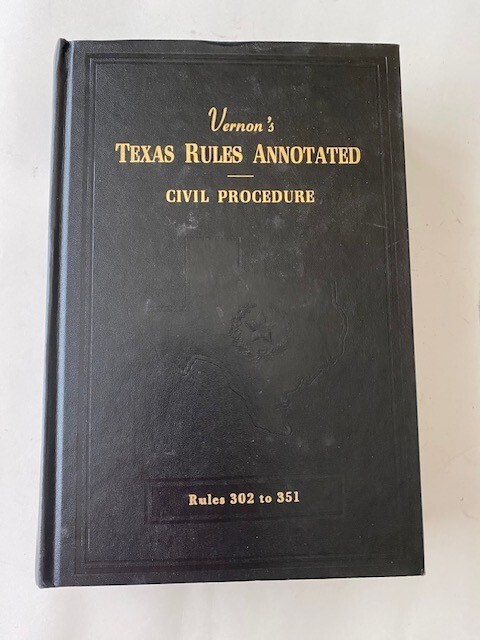 Vernon's
TEXAS RULES ANNOTATED
CIVIL PROCEDURE
Rules 302 to 351